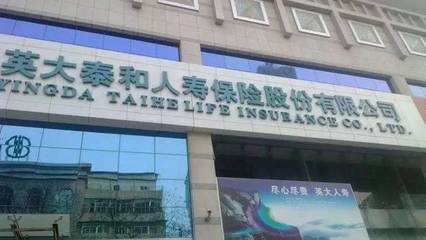 英大泰和人寿保险股份有限公司
YINGDA TAIHE LIFE INSURANCE CO., LTD.
尽心尽责 英大人寿